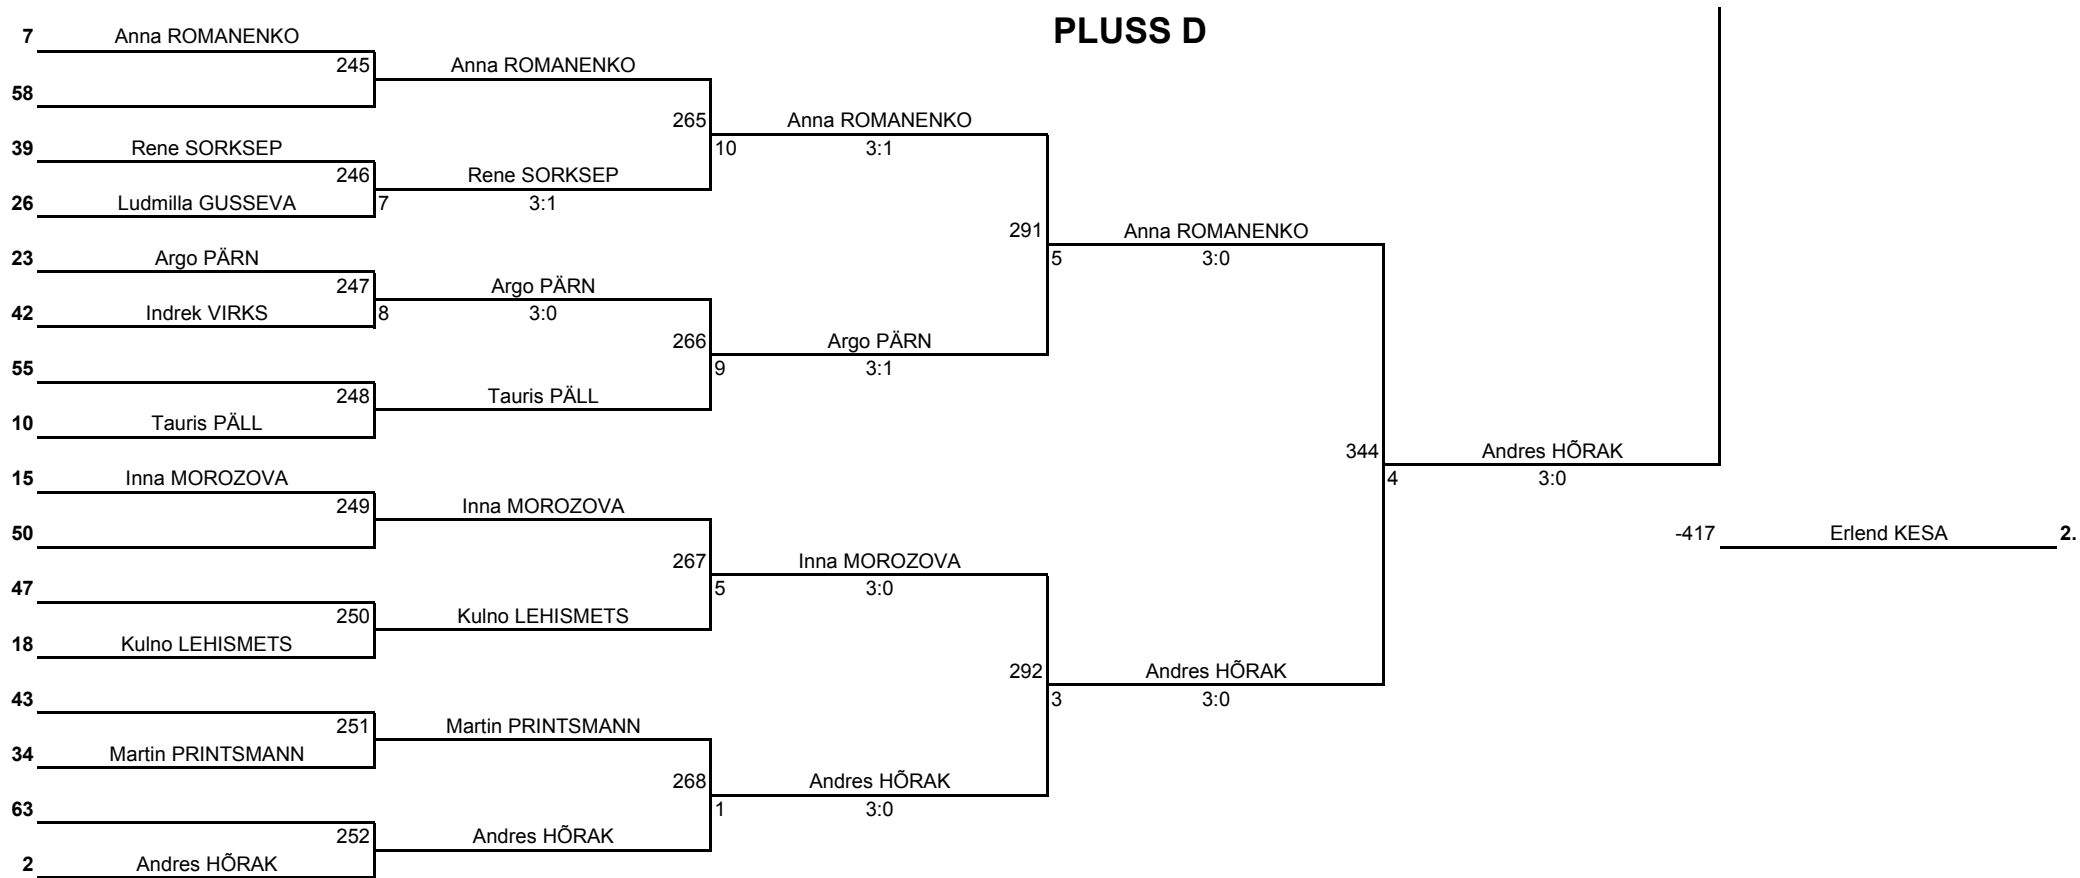 PLUSS D
7 Anna ROMANENKO
245 Anna ROMANENKO
58
265 Anna ROMANENKO
39 Rene SORKSEP 10 3:1
246 Rene SORKSEP
26 Ludmilla GUSSEVA 7 3:1
291 Anna ROMANENKO
23 Argo PÄRN 5 3:0
247 Argo PÄRN
42 Indrek VIRKS 8 3:0
266 Argo PÄRN
55 9 3:1
248 Tauris PÄLL
10 Tauris PÄLL
344 Andres HÕRAK
15 Inna MOROZOVA 4 3:0
249 Inna MOROZOVA
50 -417 Erlend KESA 2.
267 Inna MOROZOVA
47 5 3:0
250 Kulno LEHISMETS
18 Kulno LEHISMETS
292 Andres HÕRAK
43 3 3:0
251 Martin PRINTSMANN
34 Martin PRINTSMANN
268 Andres HÕRAK
63 1 3:0
252 Andres HÕRAK
2 Andres HÕRAK